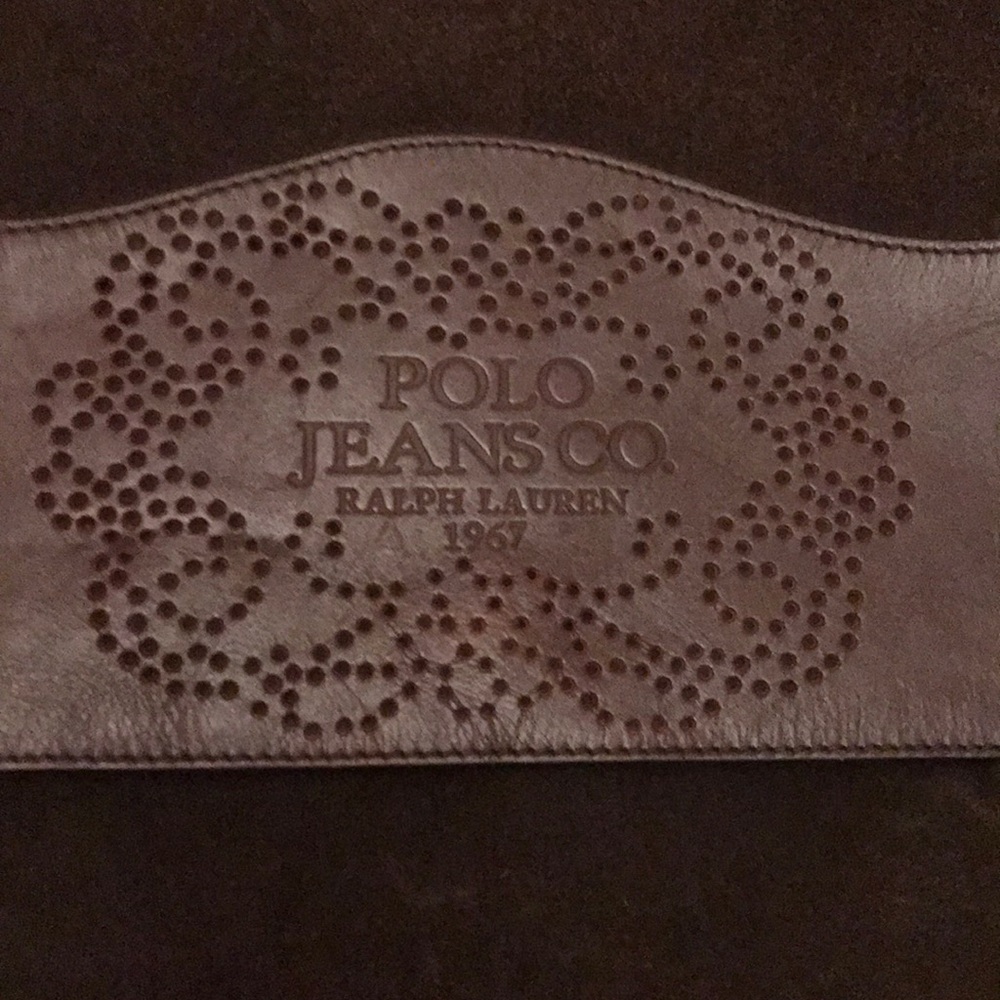 POLO
JEANS CO.
RALPH LAUREN
1967